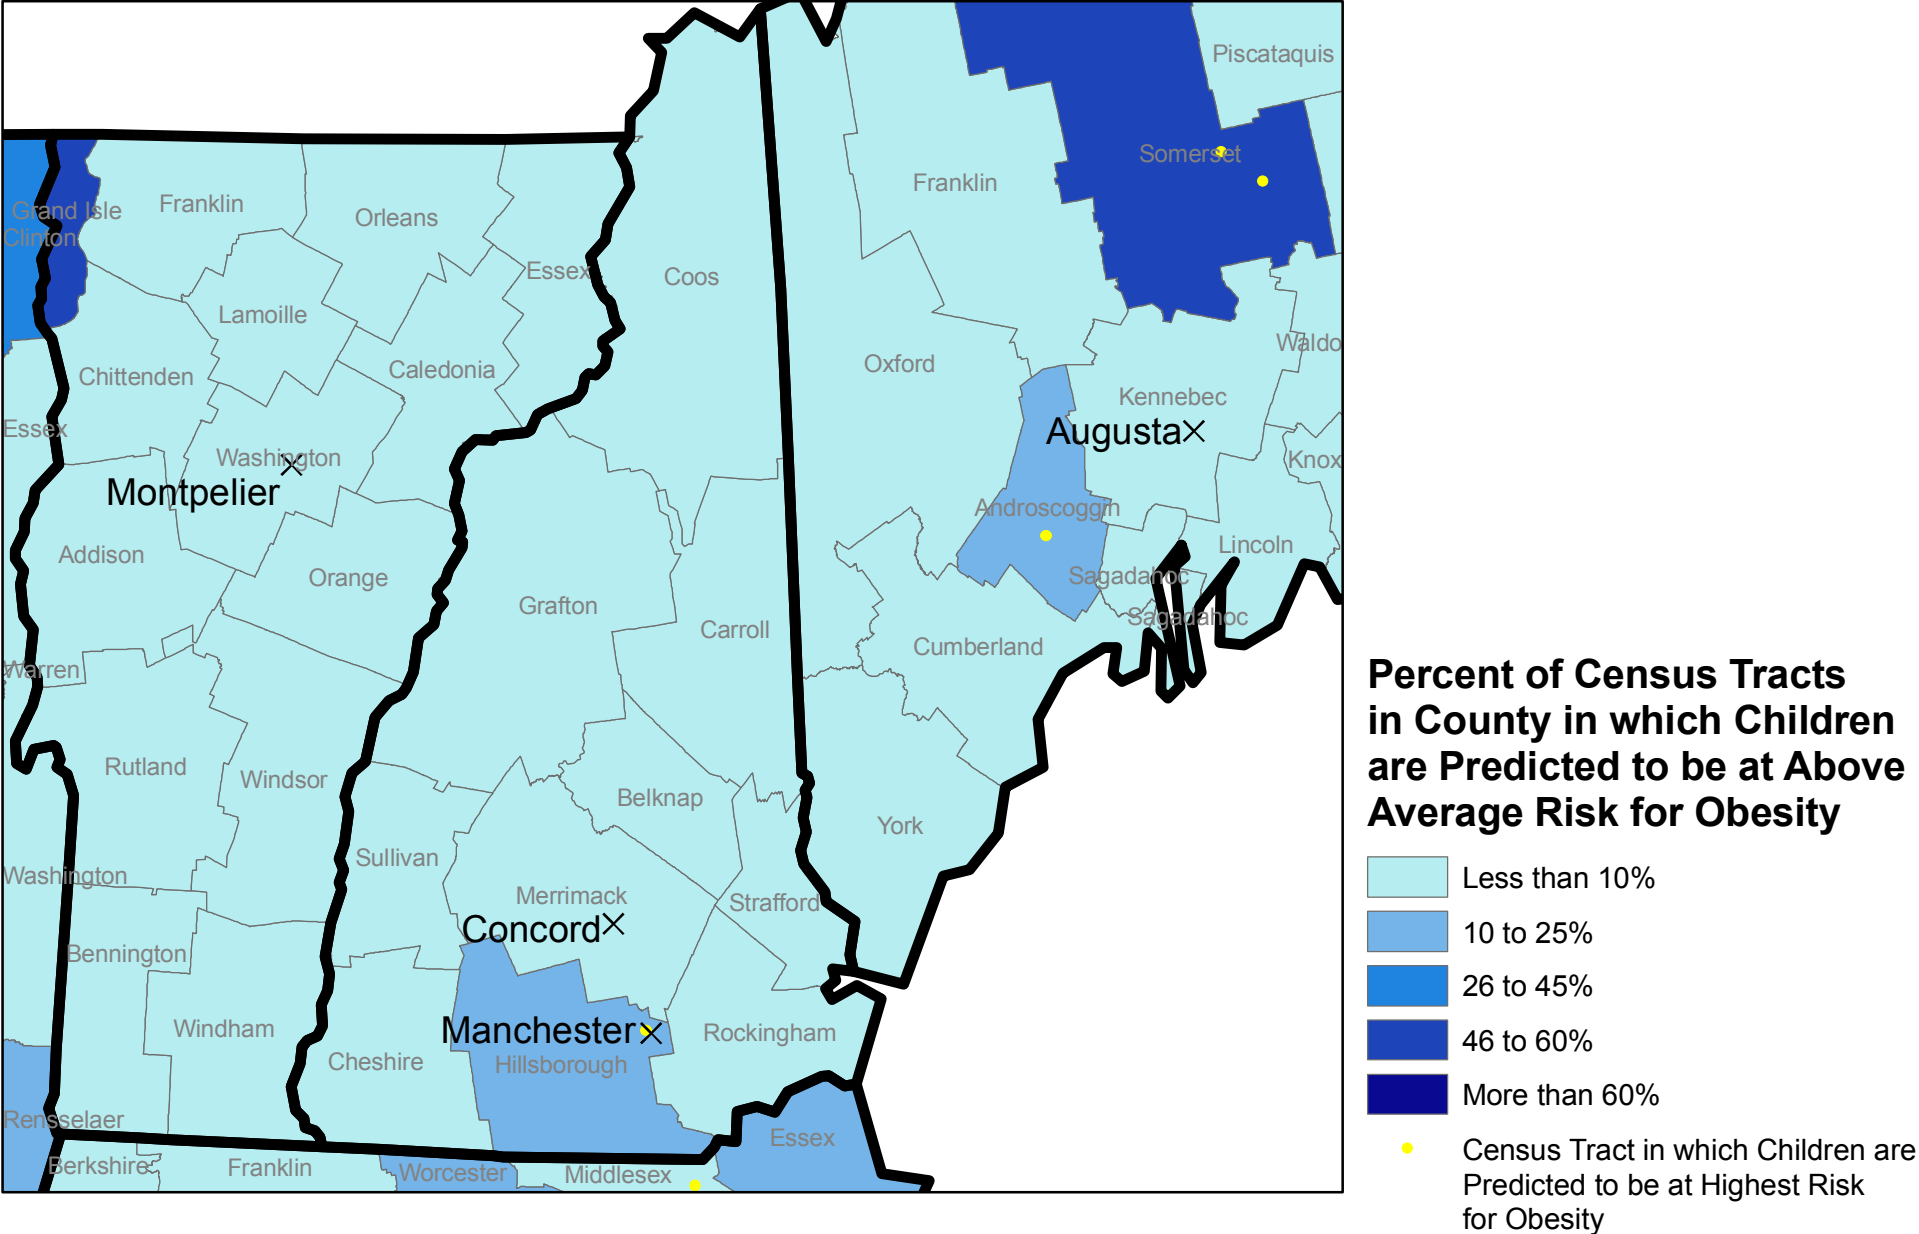 Piscataquis
Somerset
Franklin
Grand Isle
Franklin
Orleans
Clinton
Essex
Coos
Lamoille
Waldo
Oxford
Chittenden
Caledonia
Kennebec
Essex
Augusta
Washington
Knox
Montpelier
Androscoggin
Addison
Lincoln
Orange
Sagadahoc
Grafton
Sagadahoc
Carroll
Cumberland
Warren
Rutland
Windsor
Belknap
York
Sullivan
Washington
Merrimack
Strafford
Concord
Bennington
Windham
Manchester
Rockingham
Cheshire
Hillsborough
Rensselaer
Essex
Berkshire
Franklin
Worcester
Middlesex
Percent of Census Tracts
in County in which Children
are Predicted to be at Above
Average Risk for Obesity
Less than 10%
10 to 25%
26 to 45%
46 to 60%
More than 60%
Census Tract in which Children are
Predicted to be at Highest Risk
for Obesity